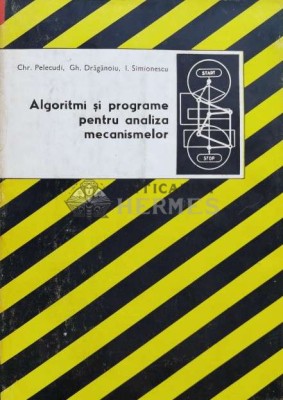 Chr. Pelecudi, Gh. Drăgănoiu, I. Simionescu
Algoritmi și programe
pentru analiza
mecanismelor
START
STOP
HERMES